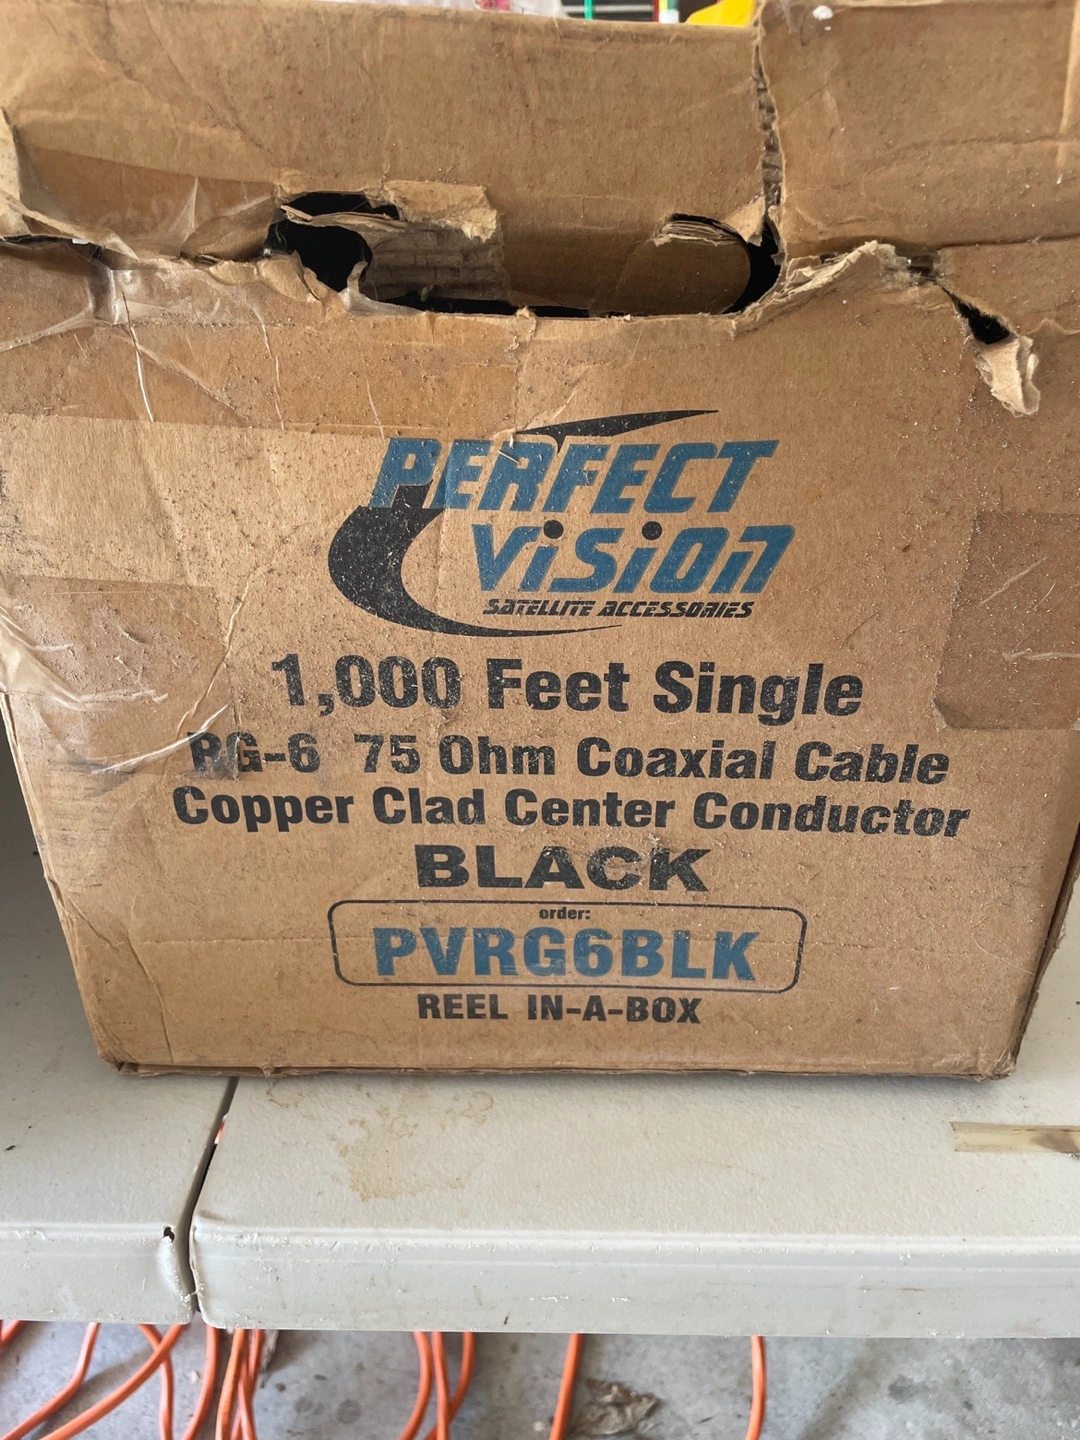 PERFECT
VISION
SATELLITE ACCESSORIES
1,000 Feet Single
RG-6 75 Ohm Coaxial Cable
Copper Clad Center Conductor
BLACK
order:
PVRG6BLK
REEL IN-A-BOX